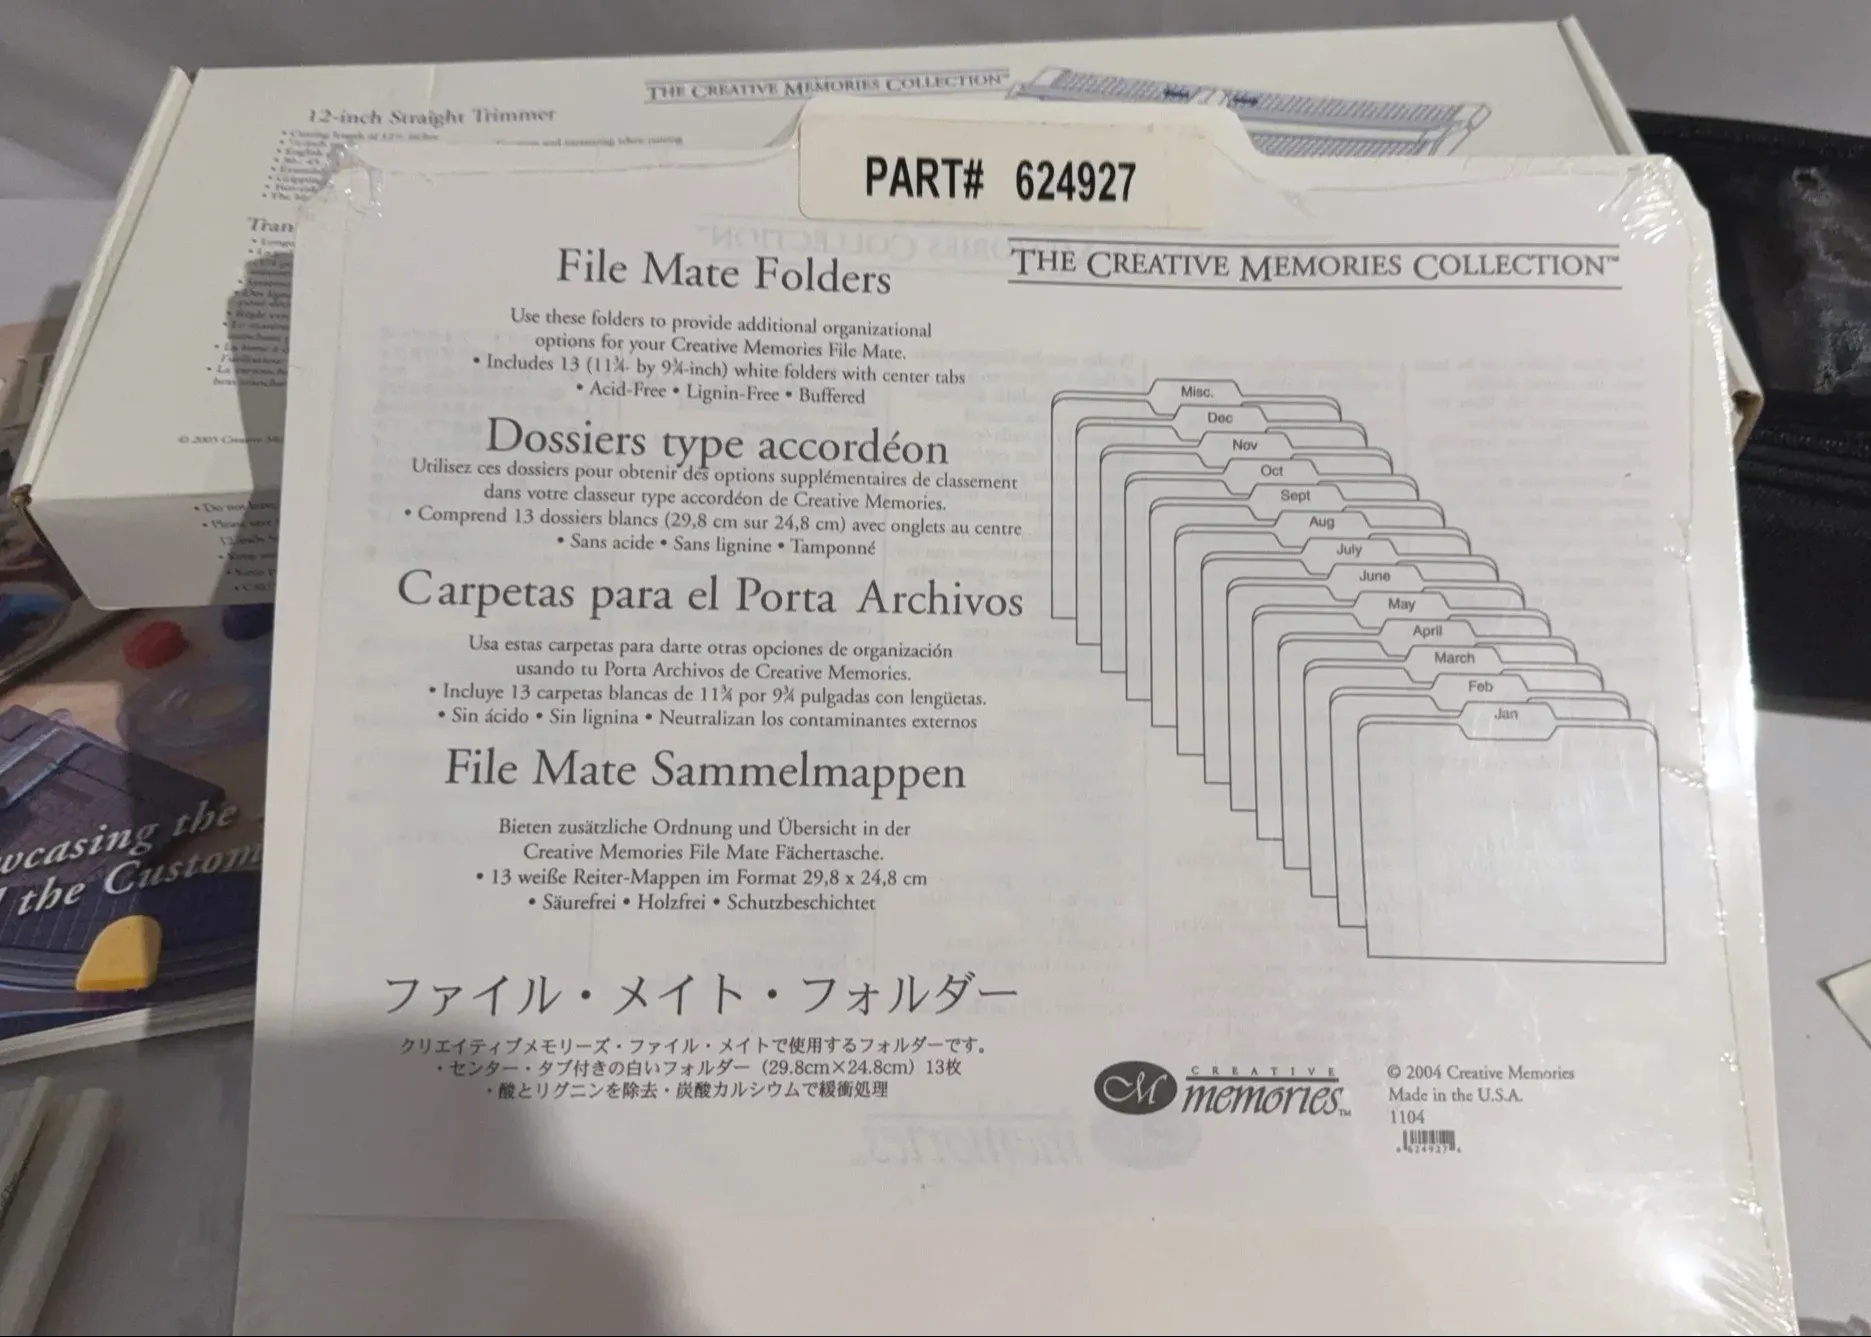 THE CREATIVE MEMORIES COLLECTION™
12-inch Straight Trimmer
PART# 624927
File Mate Folders
Use these folders to provide additional organizational
options for your Creative Memories File Mate.
• Includes 13 (11¾- by 9¾-inch) white folders with center tabs
• Acid-Free • Lignin-Free • Buffered
Dossiers type accordéon
Utilisez ces dossiers pour obtenir des options supplémentaires de classement
dans votre classeur type accordéon de Creative Memories.
• Comprend 13 dossiers blancs (29,8 cm sur 24,8 cm) avec onglets au centre
• Sans acide • Sans lignine • Tamponné
Carpetas para el Porta Archivos
Usa estas carpetas para darte otras opciones de organización
usando tu Porta Archivos de Creative Memories.
• Incluye 13 carpetas blancas de 11¾ por 9¾ pulgadas con lengüetas.
• Sin ácido • Sin lignina • Neutralizan los contaminantes externos
File Mate Sammelmappen
Bieten zusätzliche Ordnung und Übersicht in der
Creative Memories File Mate Fächertasche.
• 13 weiße Reiter-Mappen im Format 29,8 x 24,8 cm
• Säurefrei • Holzfrei • Schutzbeschichtet
ファイル・メイト・フォルダー
クリエイティブメモリーズ・ファイル・メイトで使用するフォルダーです。
・センター・タブ付きの白いフォルダー（29.8cm×24.8cm）13枚
・酸とリグニンを除去・炭酸カルシウムで緩衝処理
THE CREATIVE MEMORIES COLLECTION™
Misc.
Dec
Nov
Oct
Sept
Aug
July
June
May
April
March
Feb
Jan
CM CREATIVE
memories™
© 2004 Creative Memories
Made in the U.S.A.
1104
the
the Custom